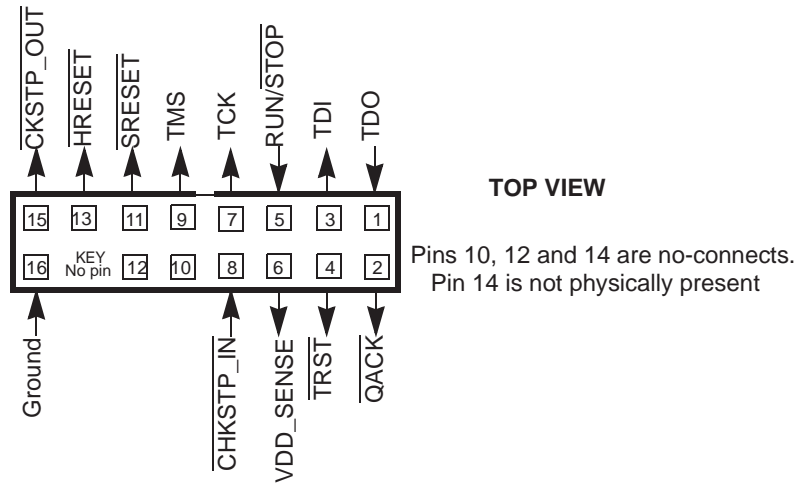 CKSTP_OUT
HRESET
SRESET
TMS
TCK
RUN/STOP
TDI
TDO
TOP VIEW
15 13 11 9 7 5 3 1
16 KEY
No pin 12 10 8 6 4 2
Pins 10, 12 and 14 are no-connects.
Pin 14 is not physically present
Ground
CHKSTP_IN
VDD_SENSE
TRST
QACK